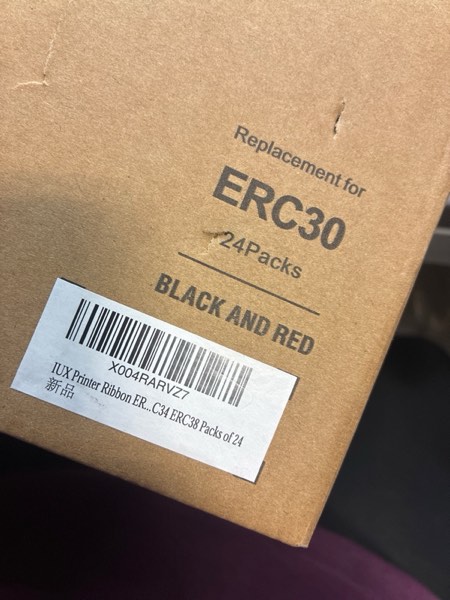 Replacement for
ERC30
24Packs
BLACK AND RED
X004RARVZ7
IUX Printer Ribbon ER...C34 ERC38 Packs of 24
新品